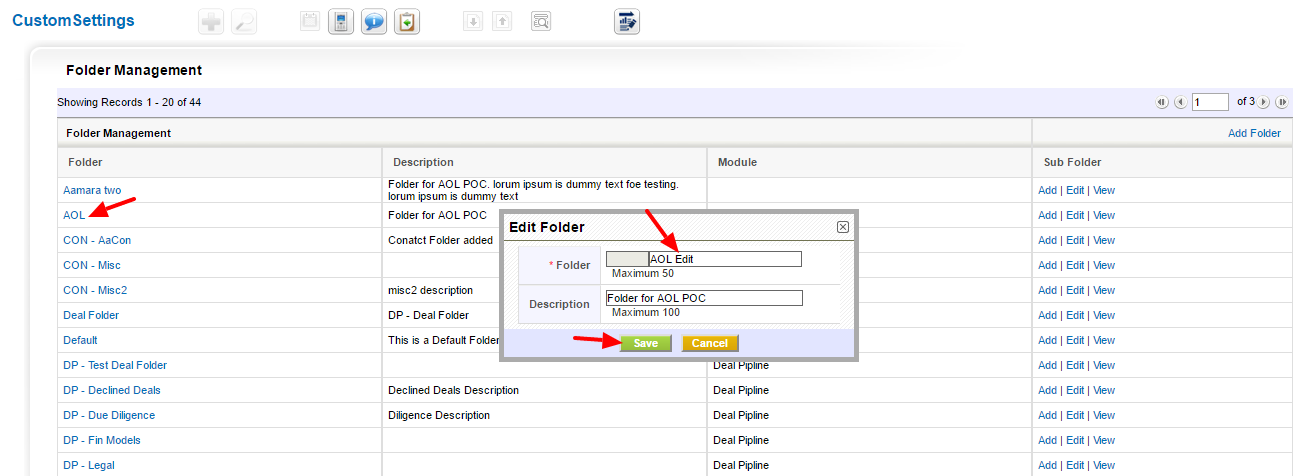 CustomSettings
Folder Management
Showing Records 1 - 20 of 44
1 of 3
Folder Management Add Folder
Folder Description Module Sub Folder
Aamara two Folder for AOL POC. lorum ipsum is dummy text foe testing.
lorum ipsum is dummy text Add | Edit | View
AOL Folder for AOL POC Add | Edit | View
CON - AaCon Conatct Folder added Add | Edit | View
CON - Misc Add | Edit | View
CON - Misc2 misc2 description Add | Edit | View
Deal Folder DP - Deal Folder Add | Edit | View
Default This is a Default Folder Add | Edit | View
DP - Test Deal Folder Deal Pipline Add | Edit | View
DP - Declined Deals Declined Deals Description Deal Pipline Add | Edit | View
DP - Due Diligence Diligence Description Deal Pipline Add | Edit | View
DP - Fin Models Deal Pipline Add | Edit | View
DP - Legal Deal Pipline Add | Edit | View
Edit Folder
* Folder AOL Edit
Maximum 50
Description Folder for AOL POC
Maximum 100
Save Cancel